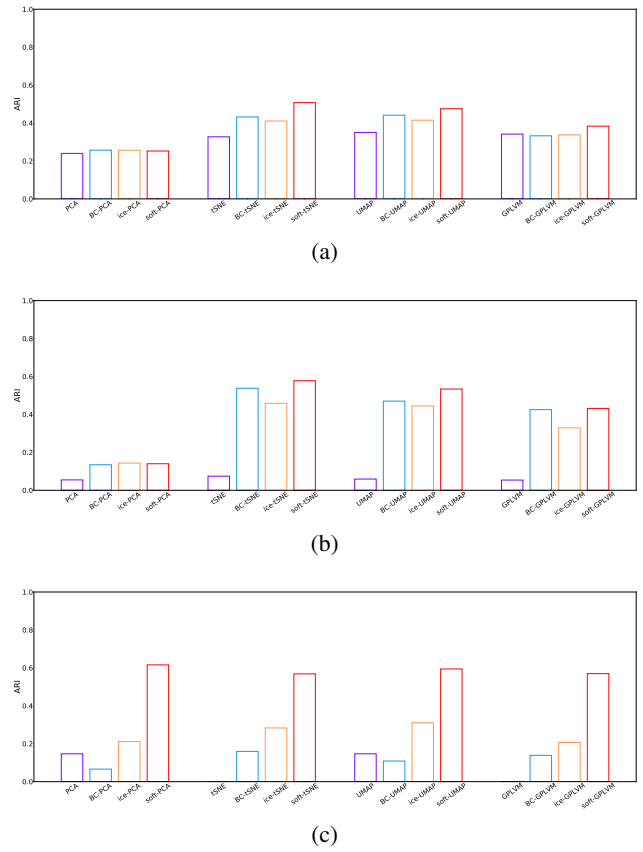 1.0
0.8
0.6
ARI
0.4
0.2
0.0
PCA BC-PCA ice-PCA soft-PCA tSNE BC-tSNE ice-tSNE soft-tSNE UMAP BC-UMAP ice-UMAP soft-UMAP GPLVM BC-GPLVM ice-GPLVM soft-GPLVM
(a)
1.0
0.8
0.6
ARI
0.4
0.2
0.0
PCA BC-PCA ice-PCA soft-PCA tSNE BC-tSNE ice-tSNE soft-tSNE UMAP BC-UMAP ice-UMAP soft-UMAP GPLVM BC-GPLVM ice-GPLVM soft-GPLVM
(b)
1.0
0.8
0.6
ARI
0.4
0.2
0.0
PCA BC-PCA ice-PCA soft-PCA tSNE BC-tSNE ice-tSNE soft-tSNE UMAP BC-UMAP ice-UMAP soft-UMAP GPLVM BC-GPLVM ice-GPLVM soft-GPLVM
(c)